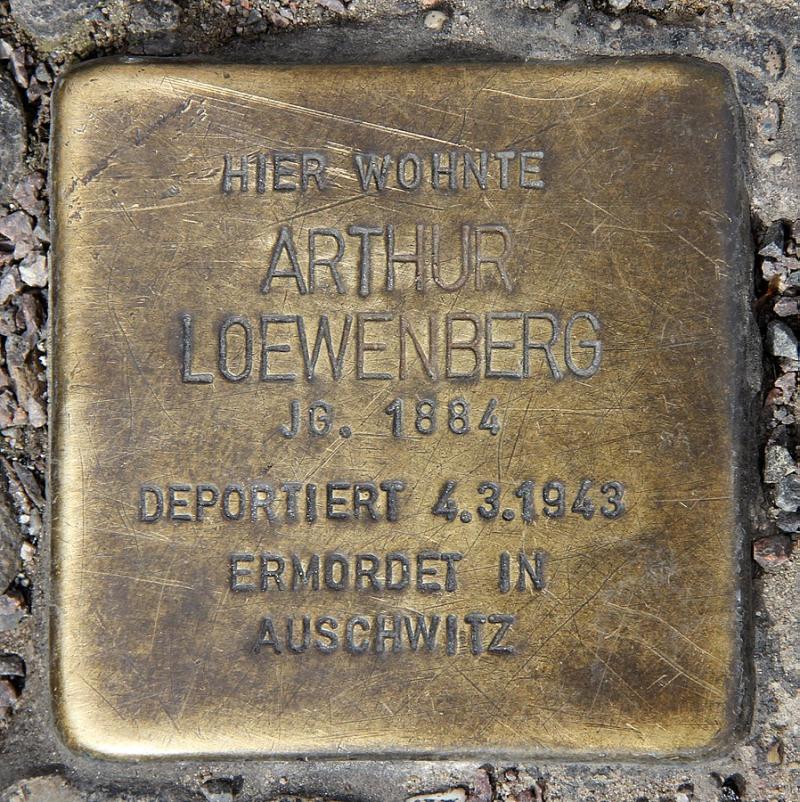 HIER WOHNTE
ARTHUR
LOEWENBERG
JG. 1884
DEPORTIERT 4.3.1943
ERMORDET IN
AUSCHWITZ